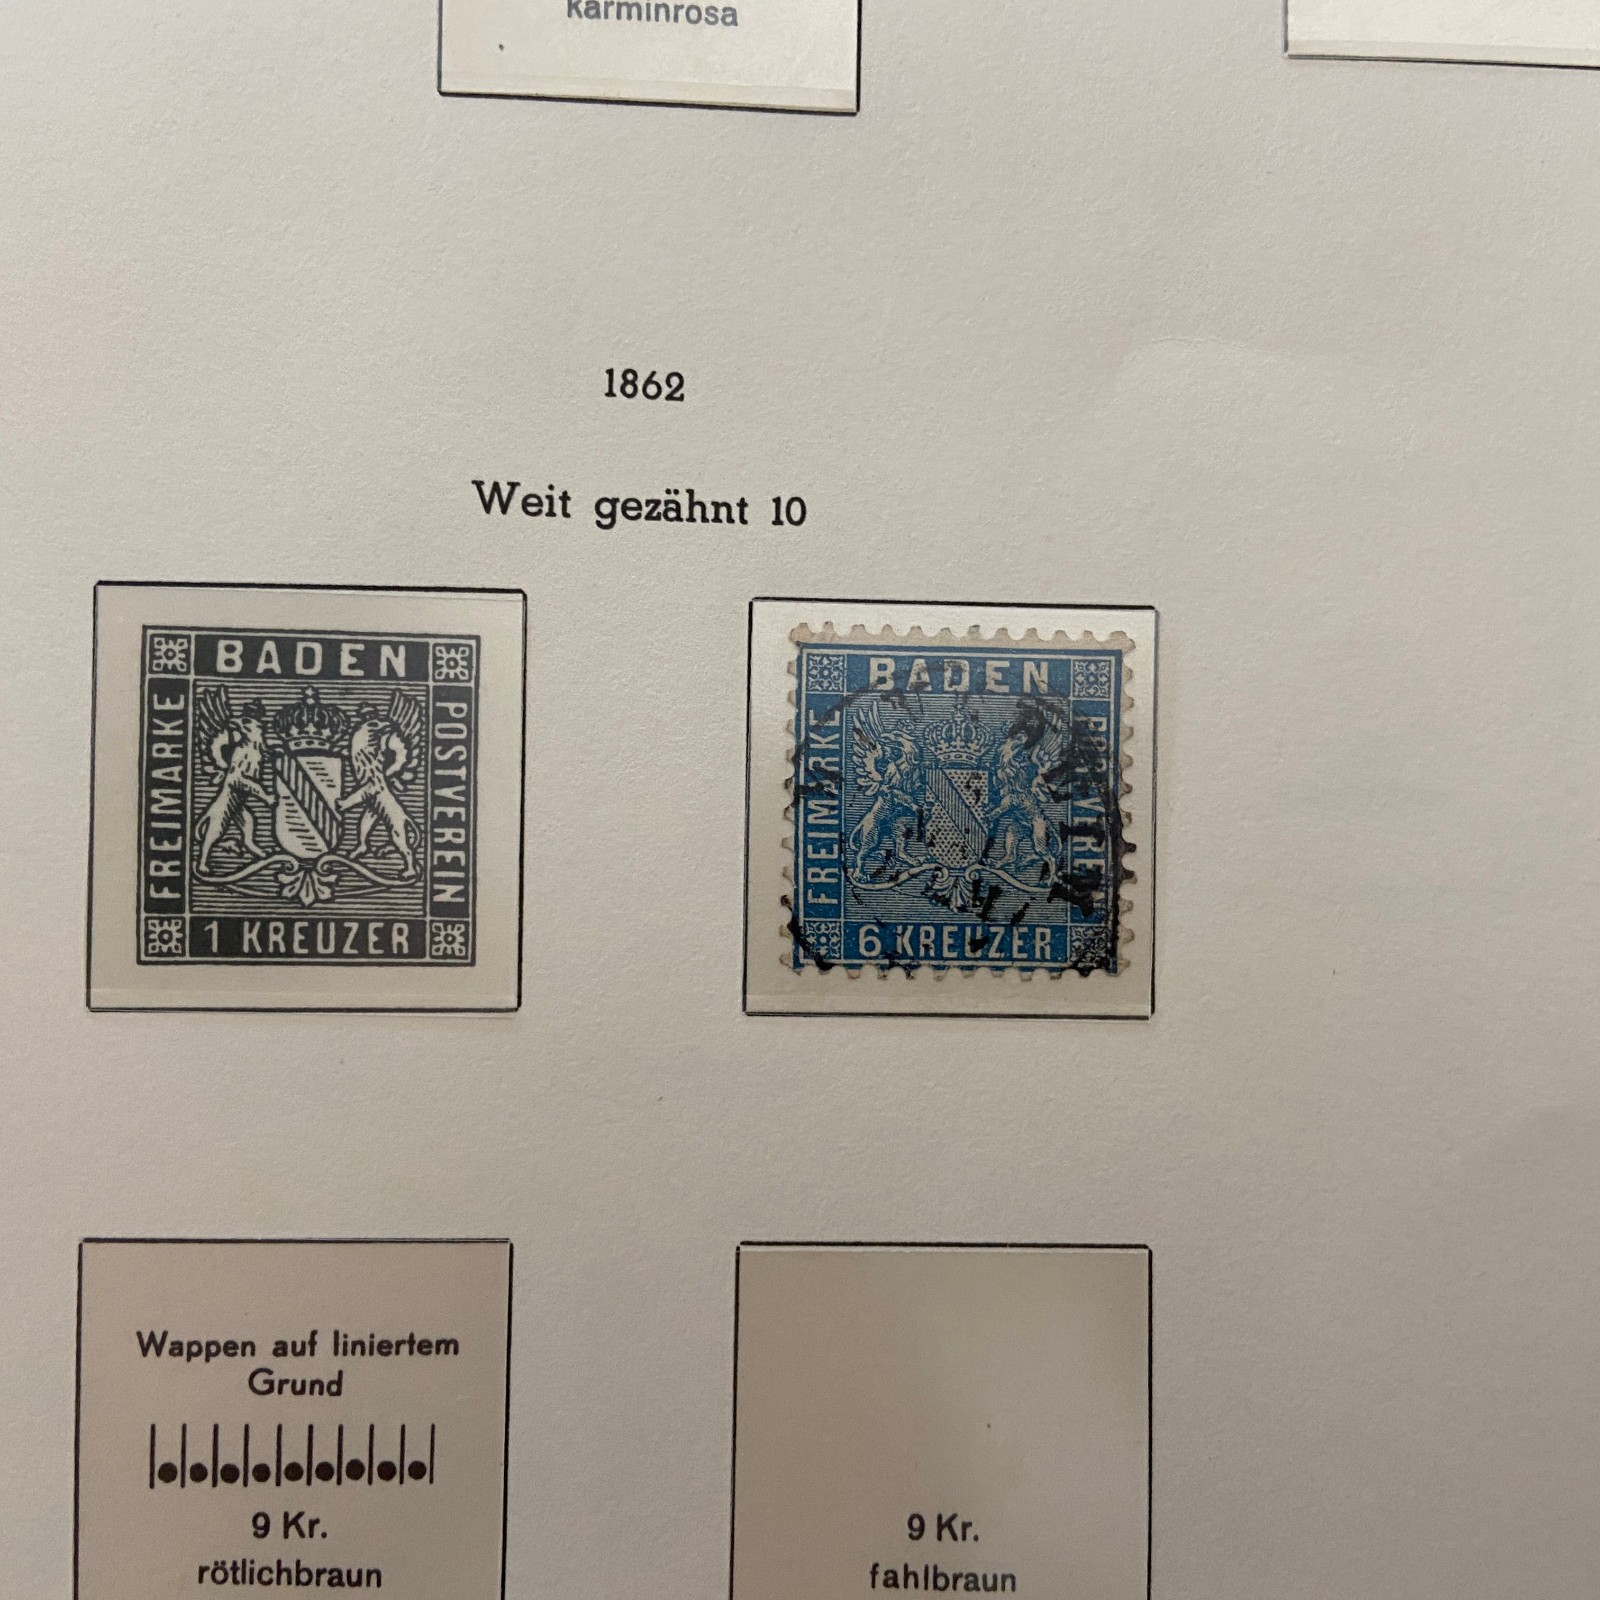 karminrosa
1862
Weit gezähnt 10
BADEN
FREIMARKE
POSTVEREIN
1 KREUZER
BADEN
FREIMARKE
6 KREUZER
Wappen auf liniertem
Grund
9 Kr.
rötlichbraun
9 Kr.
fahlbraun